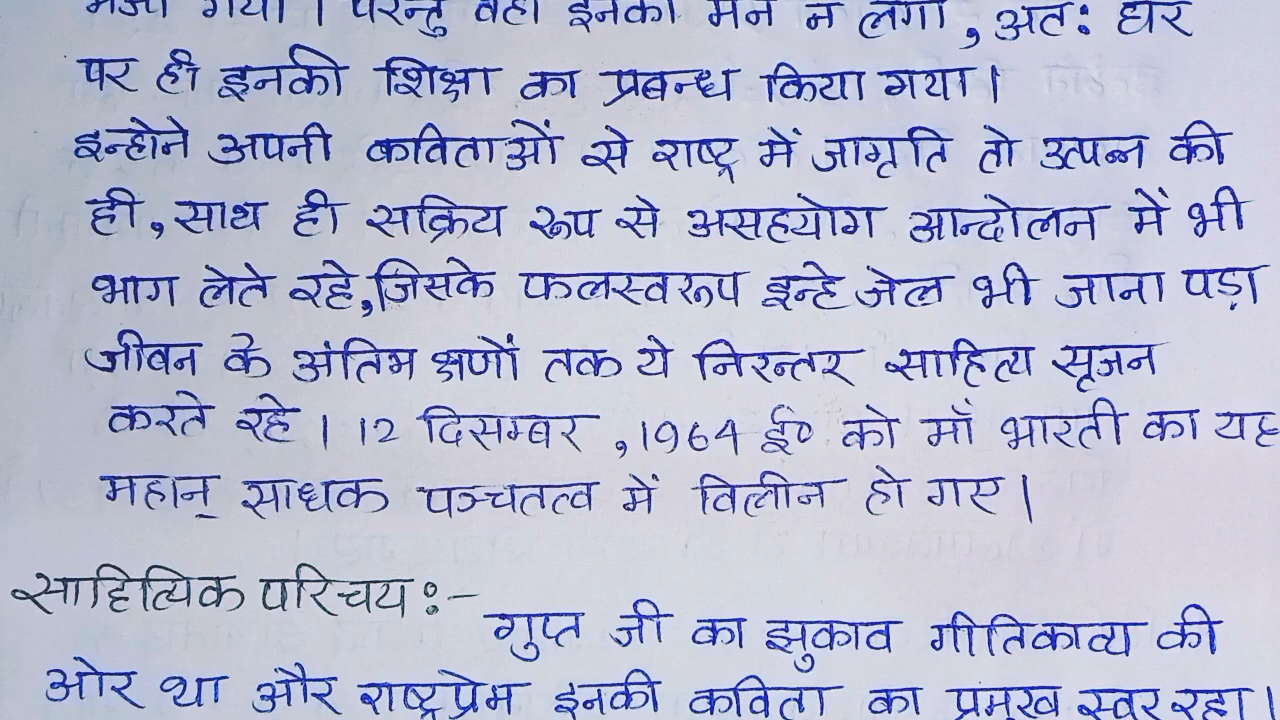 भेजा गया । परन्तु वहाँ इनका मन न लगा, अतः घर
पर ही इनकी शिक्षा का प्रबन्ध किया गया।
इन्होने अपनी कविताओं से राष्ट्र में जागृति तो उत्पन्न की
ही, साथ ही सक्रिय रूप से असहयोग आन्दोलन में भी
भाग लेते रहे, जिसके फलस्वरूप इन्हे जेल भी जाना पड़ा
जीवन के अंतिम क्षणों तक ये निरन्तर साहित्य सृजन
करते रहे । 12 दिसम्बर , 1964 ई० को माँ भारती का यह
महान् साधक पञ्चतत्व में विलीन हो गए।
साहित्यिक परिचय :-
गुप्त जी का झुकाव गीतिकाव्य की
ओर था और राष्ट्रप्रेम इनकी कविता का प्रमुख स्वर रहा।